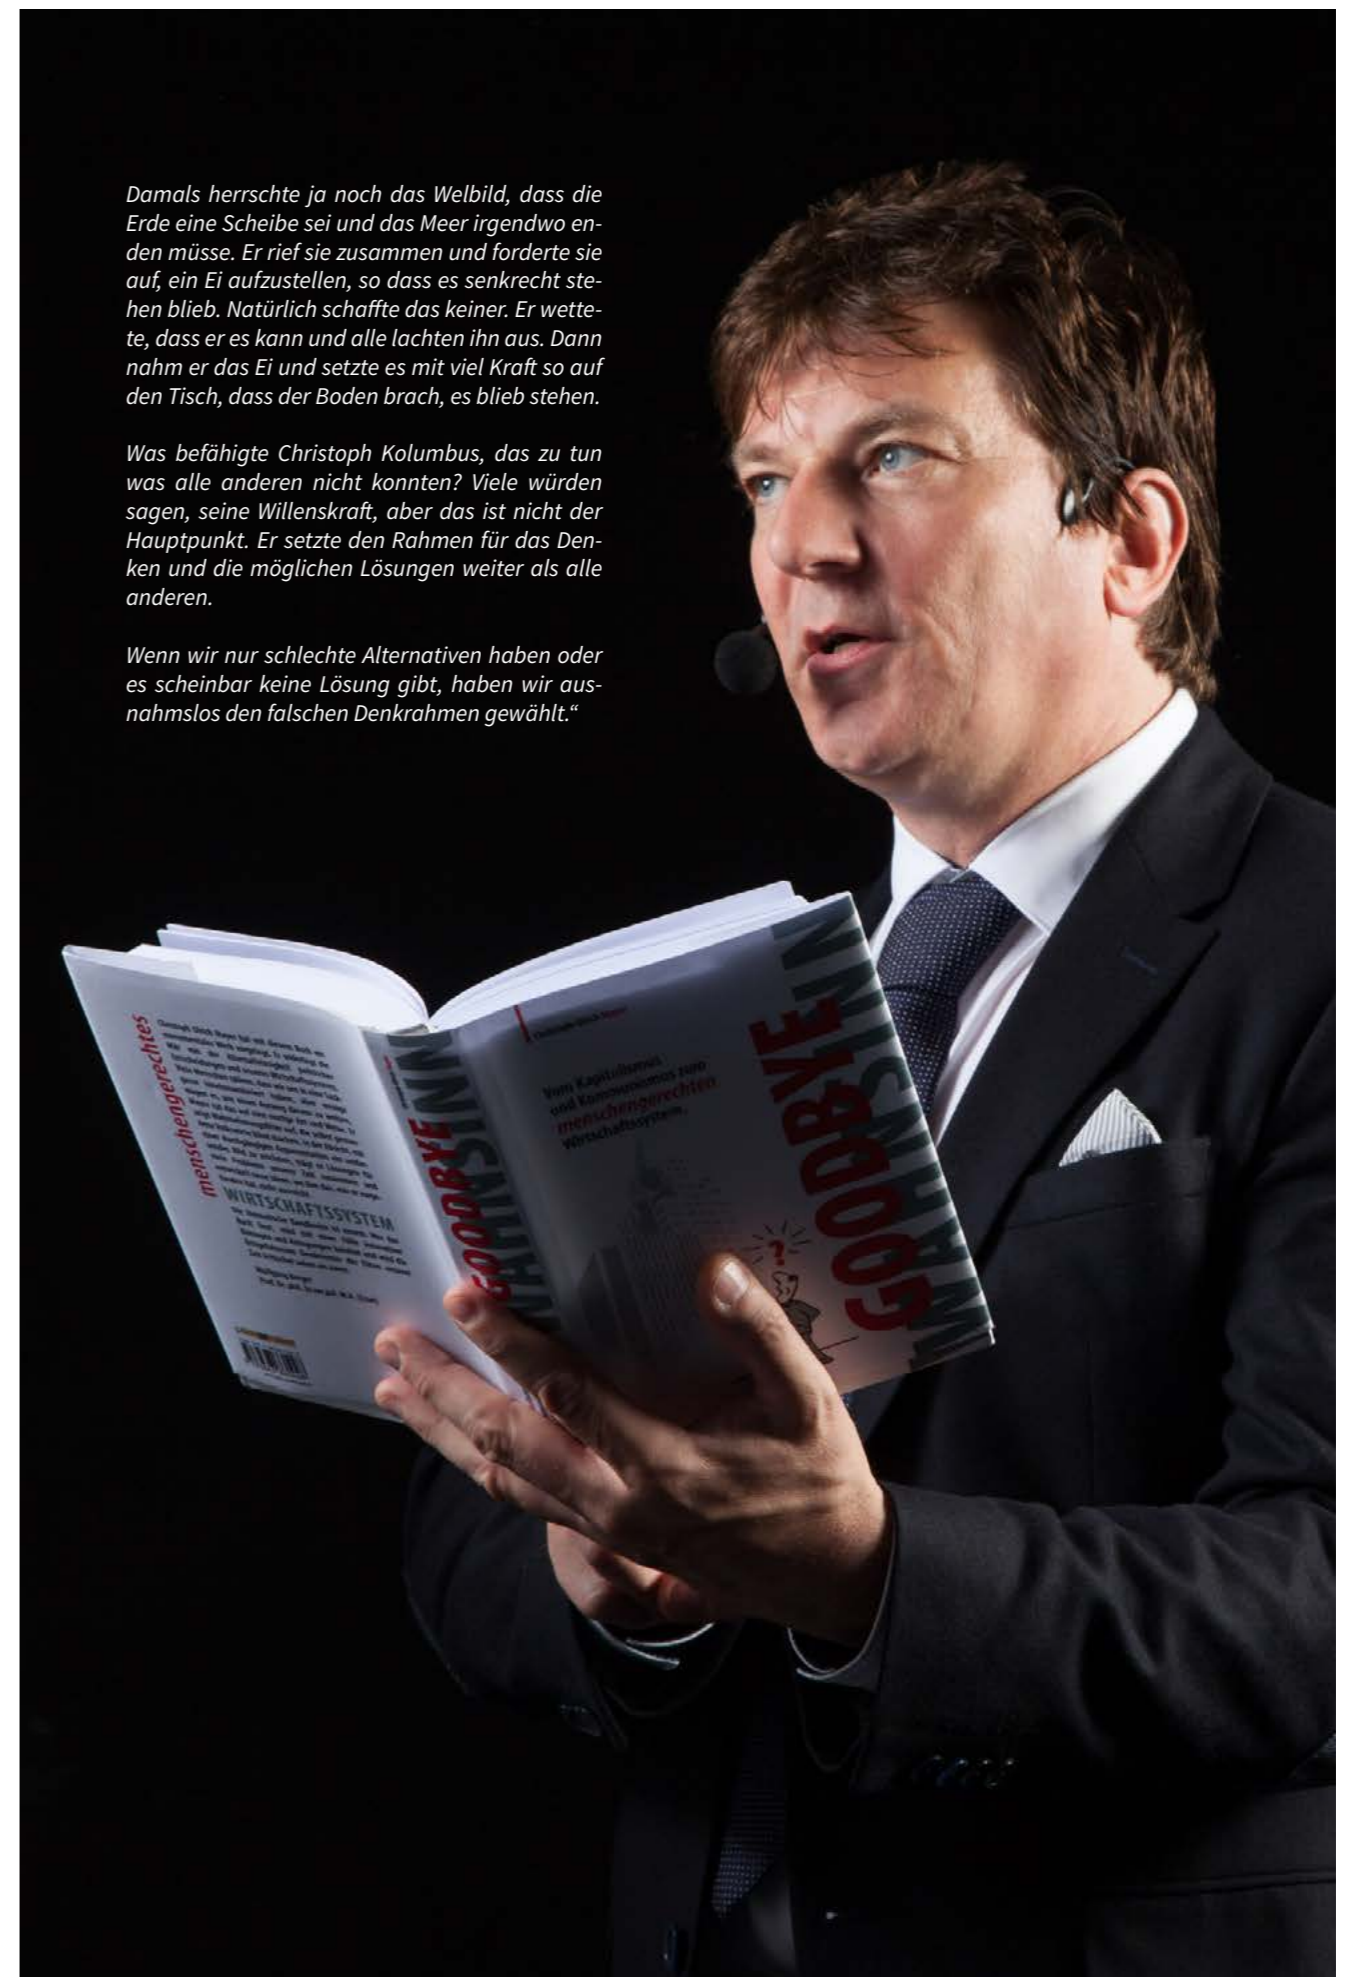 Damals herrschte ja noch das Welbild, dass die
Erde eine Scheibe sei und das Meer irgendwo en-
den müsse. Er rief sie zusammen und forderte sie
auf, ein Ei aufzustellen, so dass es senkrecht ste-
hen blieb. Natürlich schaffte das keiner. Er wette-
te, dass er es kann und alle lachten ihn aus. Dann
nahm er das Ei und setzte es mit viel Kraft so auf
den Tisch, dass der Boden brach, es blieb stehen.
Was befähigte Christoph Kolumbus, das zu tun
was alle anderen nicht konnten? Viele würden
sagen, seine Willenskraft, aber das ist nicht der
Hauptpunkt. Er setzte den Rahmen für das Den-
ken und die möglichen Lösungen weiter als alle
anderen.
Wenn wir nur schlechte Alternativen haben oder
es scheinbar keine Lösung gibt, haben wir aus-
nahmslos den falschen Denkrahmen gewählt.“
menschengerechtes
WIRTSCHAFTSSYSTEM
GOODBYE
WAHNSINN
Christoph Ulrich Mayer
Vom Kapitalismus
und Kommunismus zum
menschengerechten
Wirtschaftssystem.
GOODBYE
WAHNSINN
?